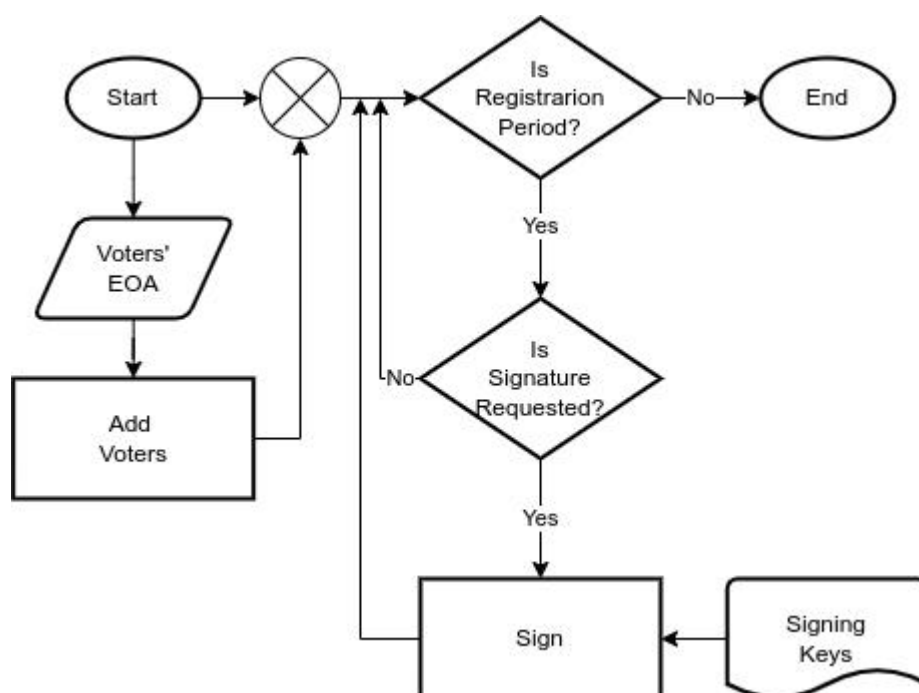 Start
Is
Registrarion
Period?
No
End
Yes
Voters'
EOA
Is
Signature
Requested?
No
Add
Voters
Yes
Sign
Signing
Keys